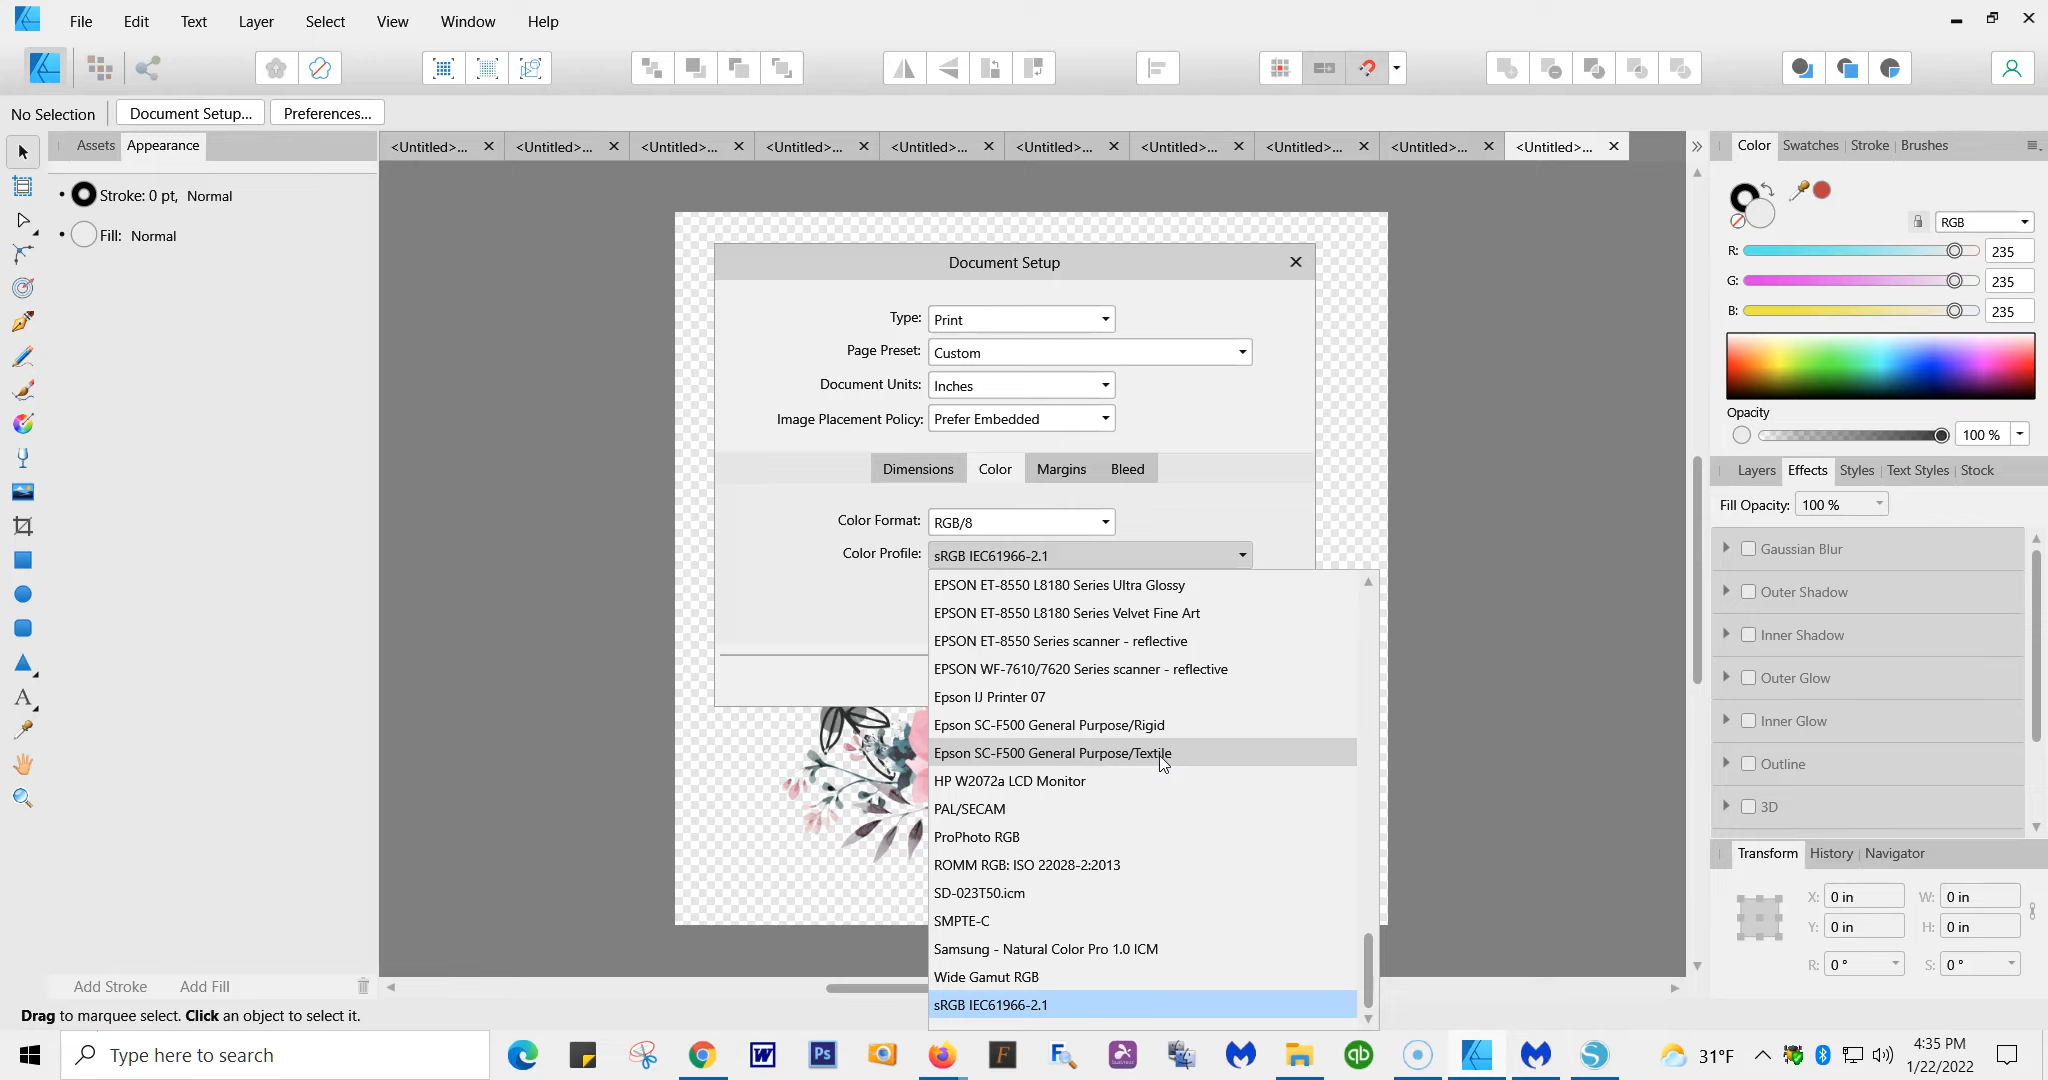 File Edit Text Layer Select View Window Help
No Selection Document Setup... Preferences...
Assets Appearance
Stroke: 0 pt, Normal
Fill: Normal
<Untitled>... <Untitled>... <Untitled>... <Untitled>... <Untitled>... <Untitled>... <Untitled>... <Untitled>... <Untitled>... <Untitled>...
Document Setup
Type: Print
Page Preset: Custom
Document Units: Inches
Image Placement Policy: Prefer Embedded
Dimensions Color Margins Bleed
Color Format: RGB/8
Color Profile: sRGB IEC61966-2.1
EPSON ET-8550 L8180 Series Ultra Glossy
EPSON ET-8550 L8180 Series Velvet Fine Art
EPSON ET-8550 Series scanner - reflective
EPSON WF-7610/7620 Series scanner - reflective
Epson IJ Printer 07
Epson SC-F500 General Purpose/Rigid
Epson SC-F500 General Purpose/Textile
HP W2072a LCD Monitor
PAL/SECAM
ProPhoto RGB
ROMM RGB: ISO 22028-2:2013
SD-023T50.icm
SMPTE-C
Samsung - Natural Color Pro 1.0 ICM
Wide Gamut RGB
sRGB IEC61966-2.1
Color Swatches Stroke Brushes
RGB
R: 235
G: 235
B: 235
Opacity
100 %
Layers Effects Styles Text Styles Stock
Fill Opacity: 100 %
Gaussian Blur
Outer Shadow
Inner Shadow
Outer Glow
Inner Glow
Outline
3D
Transform History Navigator
X: 0 in W: 0 in
Y: 0 in H: 0 in
R: 0 ° S: 0 °
Add Stroke Add Fill
Drag to marquee select. Click an object to select it.
Type here to search
31°F
4:35 PM
1/22/2022